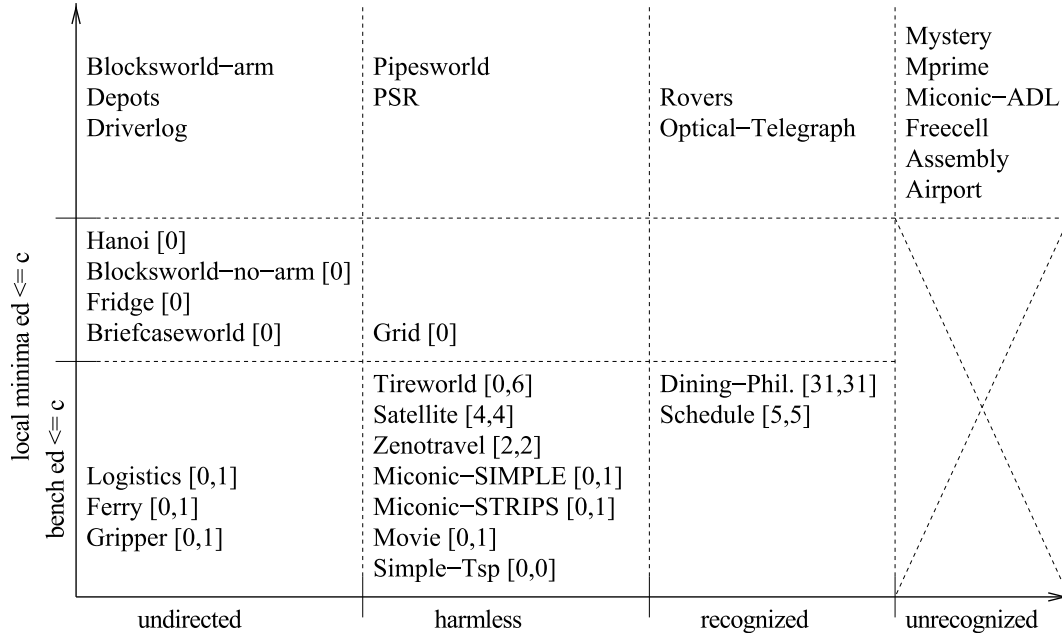 Mystery
Blocksworld−arm Pipesworld Mprime
Depots PSR Rovers Miconic−ADL
Driverlog Optical−Telegraph Freecell
Assembly
Airport
Hanoi [0]
Blocksworld−no−arm [0]
Fridge [0]
Briefcaseworld [0] Grid [0]
Tireworld [0,6] Dining−Phil. [31,31]
Satellite [4,4] Schedule [5,5]
Zenotravel [2,2]
Logistics [0,1] Miconic−SIMPLE [0,1]
Ferry [0,1] Miconic−STRIPS [0,1]
Gripper [0,1] Movie [0,1]
Simple−Tsp [0,0]
local minima ed <= c
bench ed <= c
undirected harmless recognized unrecognized